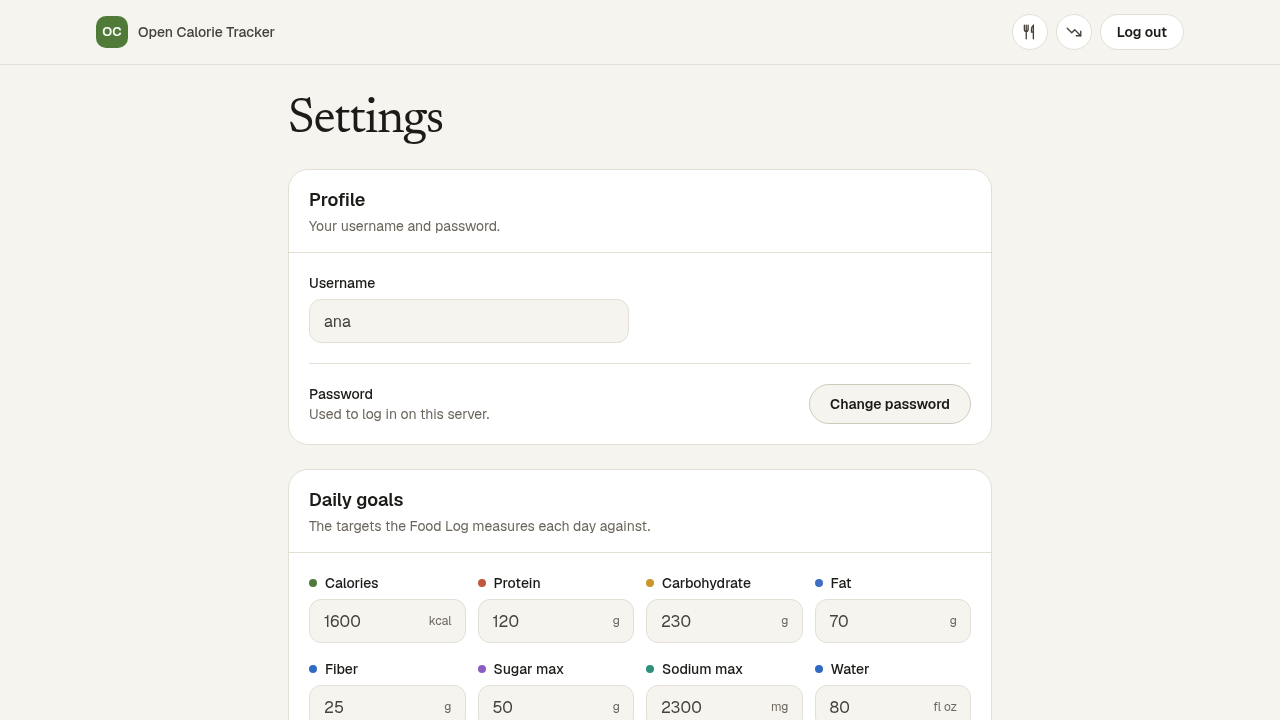 OC Open Calorie Tracker Log out
Settings
Profile
Your username and password.
Username
ana
Password
Used to log in on this server.
Change password
Daily goals
The targets the Food Log measures each day against.
Calories Protein Carbohydrate Fat
1600 kcal 120 g 230 g 70 g
Fiber Sugar max Sodium max Water
25 g 50 g 2300 mg 80 fl oz